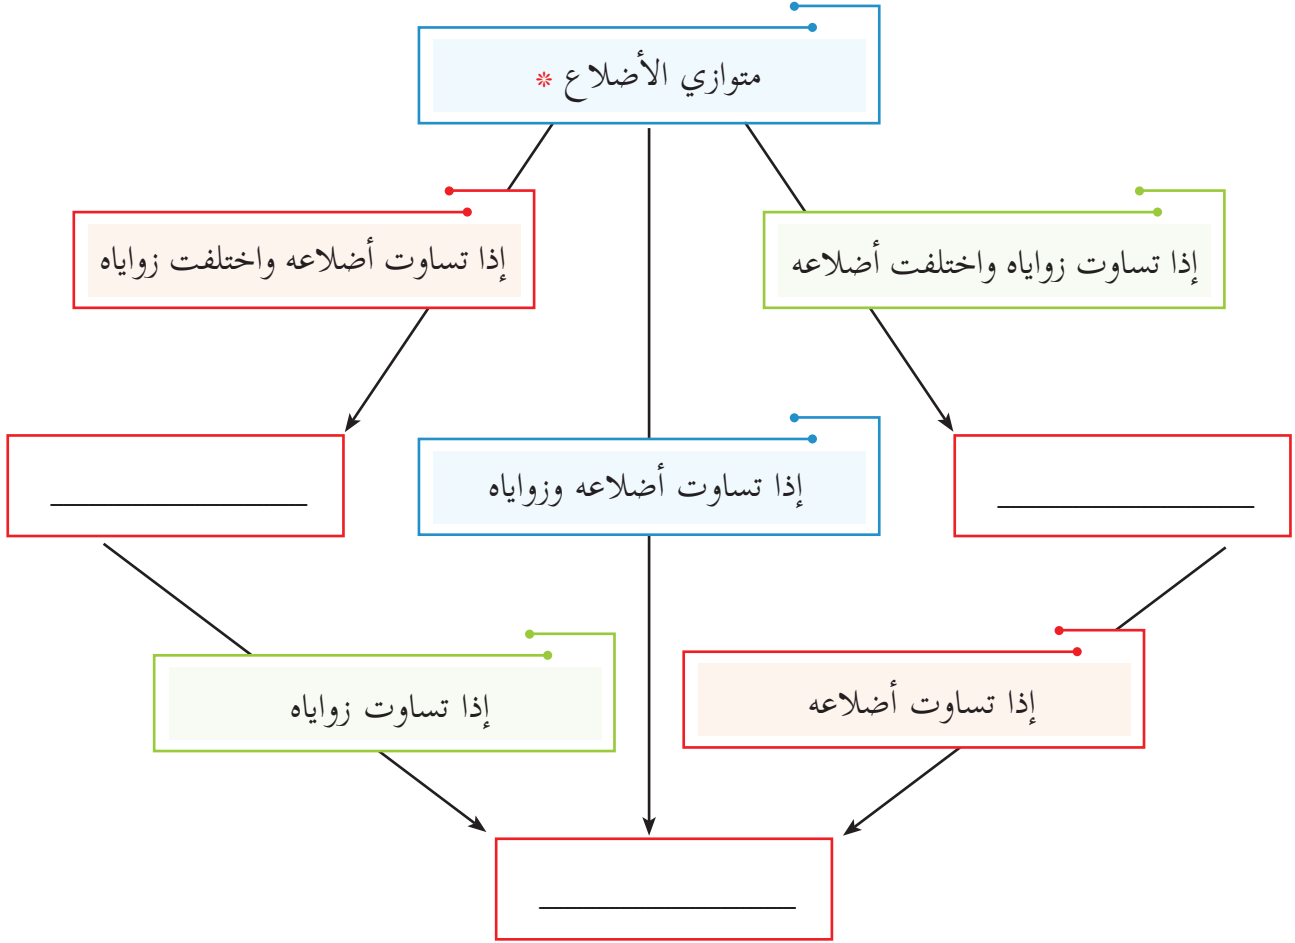 متوازي الأضلاع *
إذا تساوت زواياه واختلفت أضلاعه
إذا تساوت أضلاعه واختلفت زواياه
إذا تساوت أضلاعه وزواياه
إذا تساوت أضلاعه
إذا تساوت زواياه